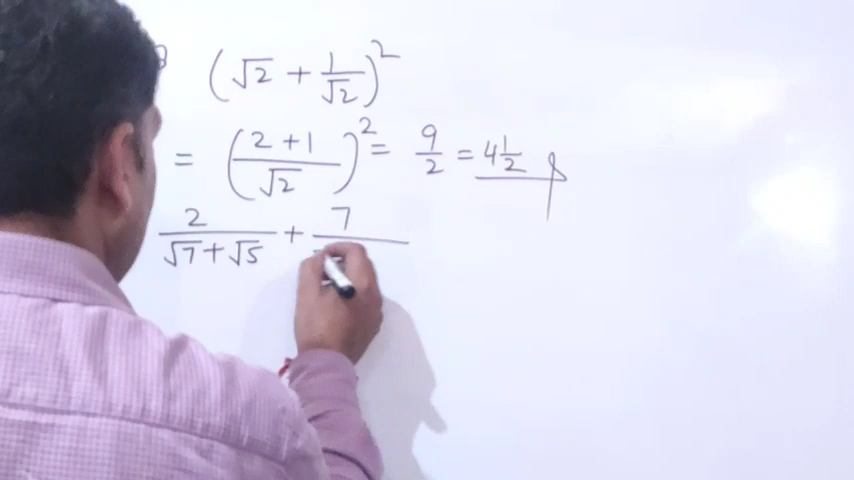 (√2 + 1/√2)²
= ((2+1)/√2)² = 9/2 = 4 1/2
2/(√7+√5) + 7/